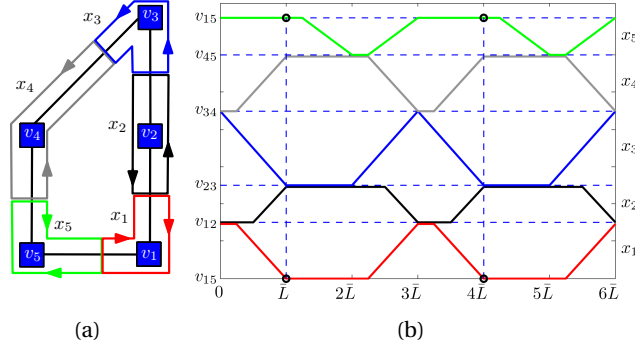 x₃
v₃
x₄
v₄
x₂
v₂
x₅
x₁
v₅
v₁
(a)
v₁₅
v₄₅
v₃₄
v₂₃
v₁₂
v₁₅
x₅
x₄
x₃
x₂
x₁
0 L̄ 2L̄ 3L̄ 4L̄ 5L̄ 6L̄
(b)